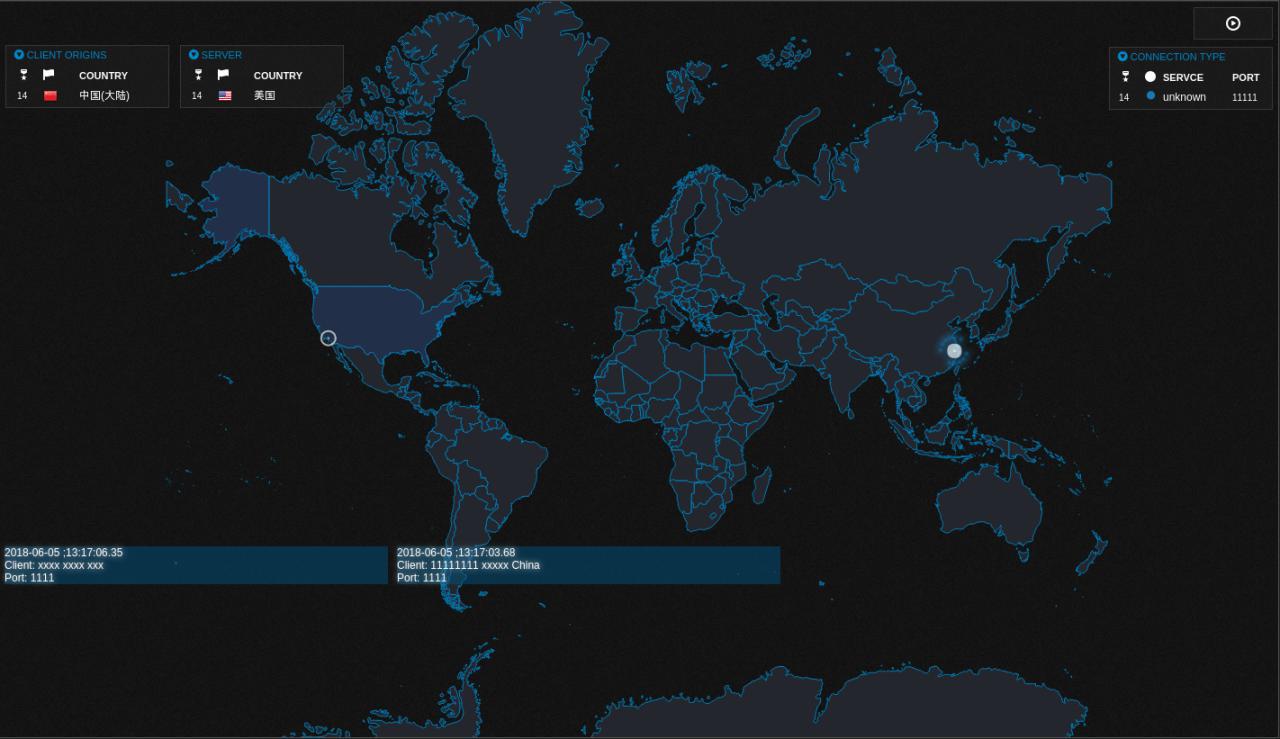 CLIENT ORIGINS
COUNTRY
14 中国(大陆)
SERVER
COUNTRY
14 美国
CONNECTION TYPE
SERVCE PORT
14 unknown 11111
2018-06-05 ;13:17:06.35
Client: xxxx xxxx xxx
Port: 1111
2018-06-05 ;13:17:03.68
Client: 11111111 xxxxx China
Port: 1111